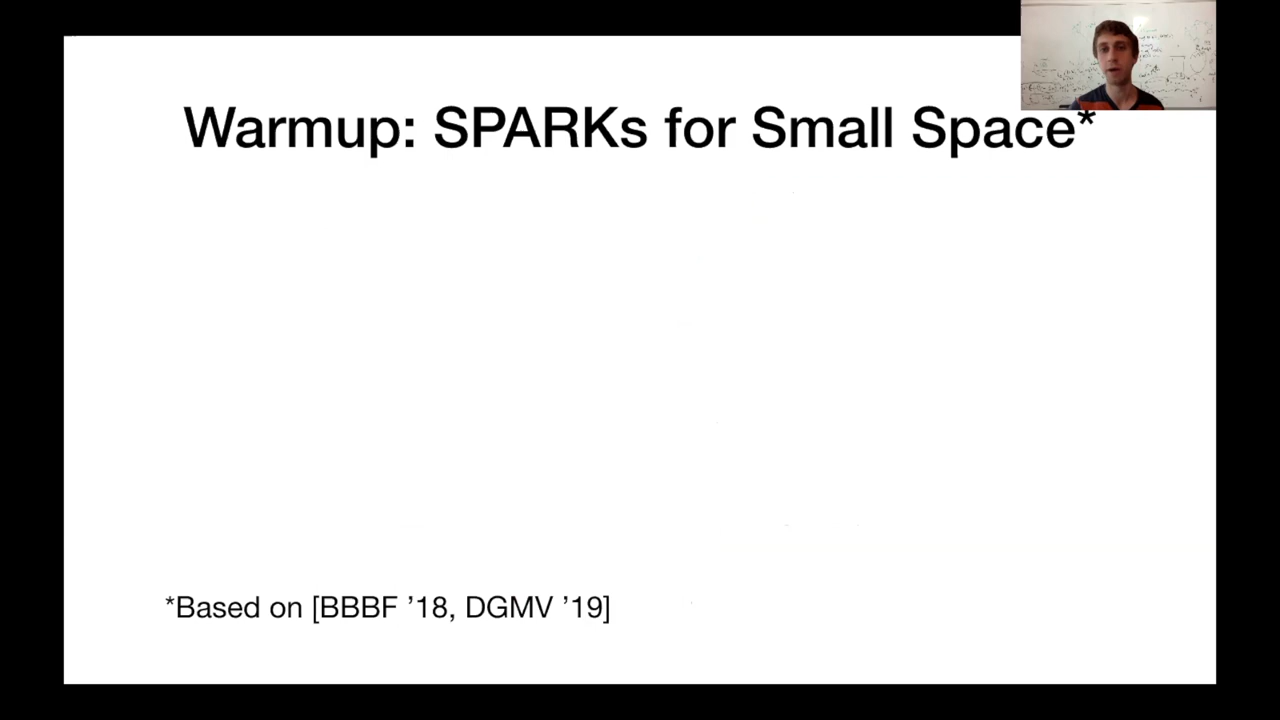 Warmup: SPARKs for Small Space*
*Based on [BBBF ’18, DGMV ’19]